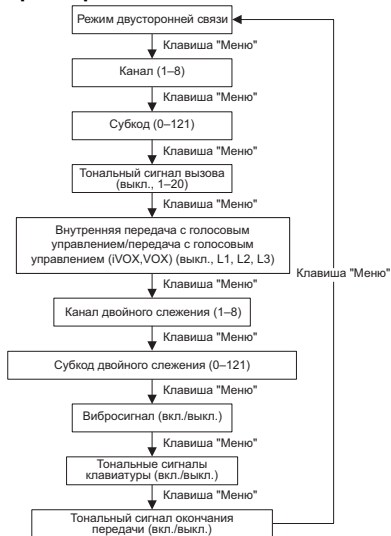 Режим двусторонней связи
Клавиша "Меню"
Канал (1–8)
Клавиша "Меню"
Субкод (0–121)
Клавиша "Меню"
Тональный сигнал вызова
(выкл., 1–20)
Клавиша "Меню"
Внутренняя передача с голосовым
управлением/передача с голосовым
управлением (iVOX,VOX) (выкл., L1, L2, L3)
Клавиша "Меню"
Клавиша "Меню"
Канал двойного слежения (1–8)
Клавиша "Меню"
Субкод двойного слежения (0–121)
Клавиша "Меню"
Вибросигнал (вкл./выкл.)
Клавиша "Меню"
Тональные сигналы
клавиатуры (вкл./выкл.)
Клавиша "Меню"
Тональный сигнал окончания
передачи (вкл./выкл.)